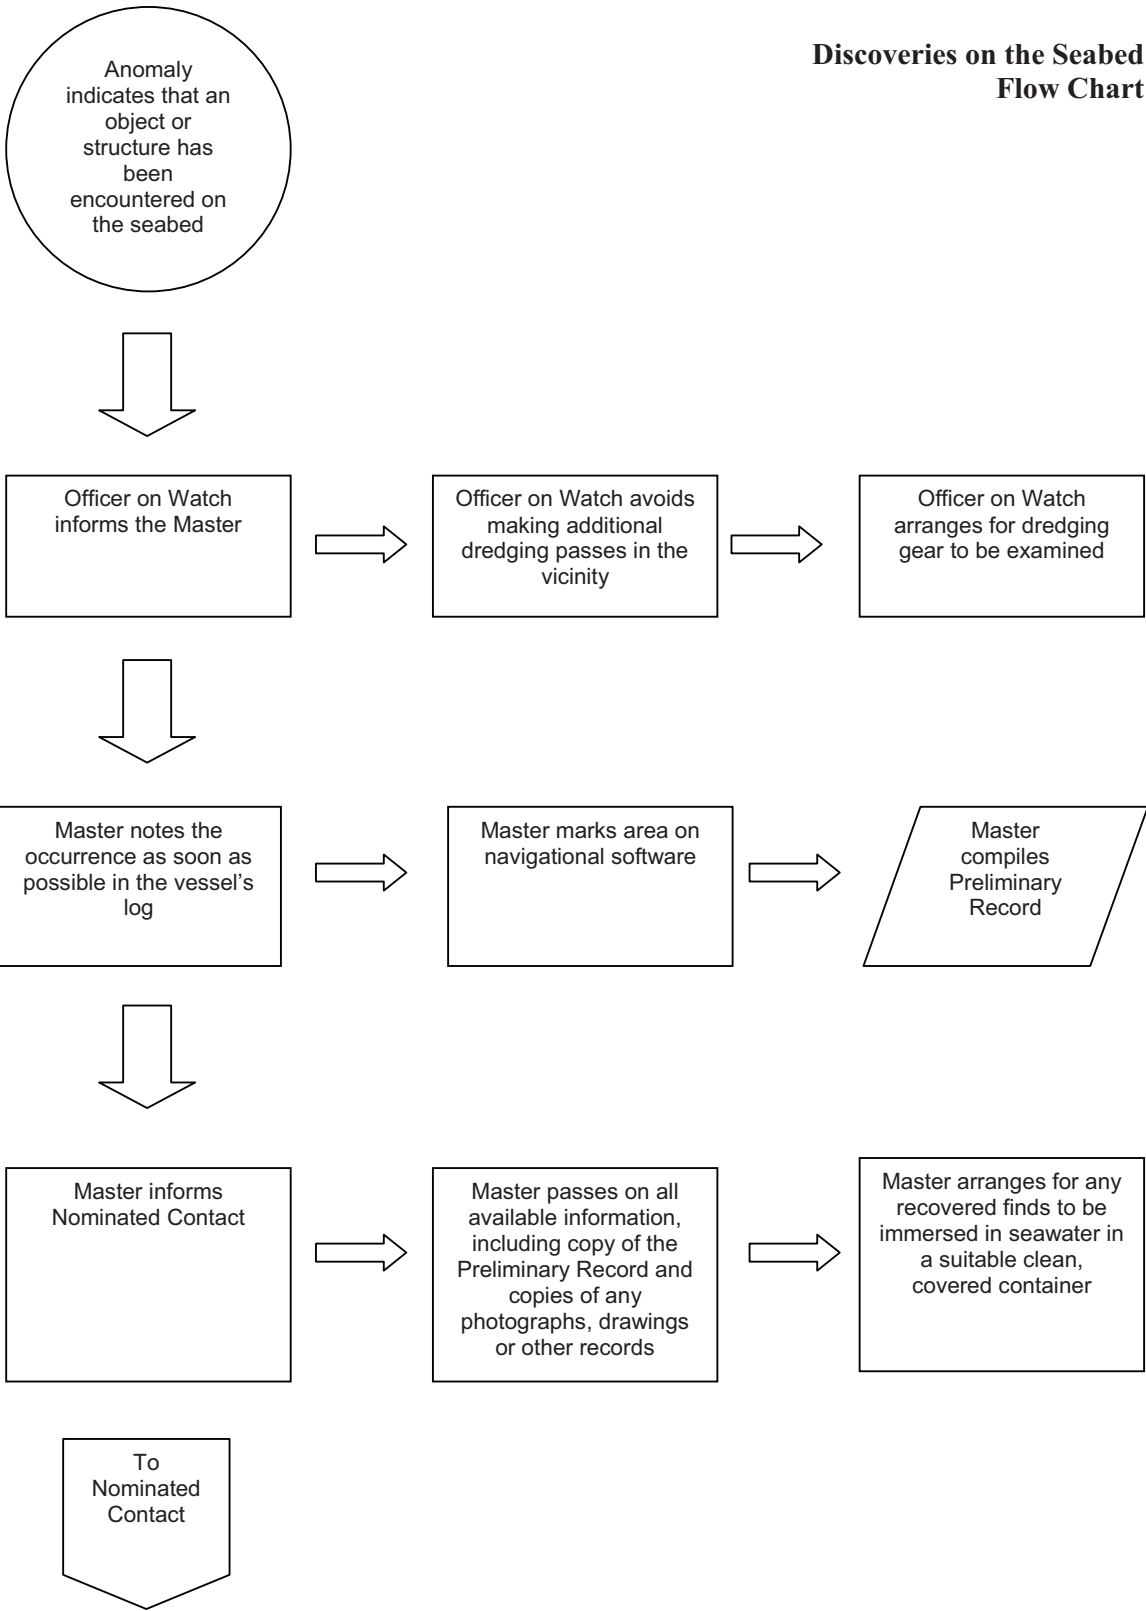 Discoveries on the Seabed
Flow Chart
Anomaly
indicates that an
object or
structure has
been
encountered on
the seabed
Officer on Watch
informs the Master
Officer on Watch avoids
making additional
dredging passes in the
vicinity
Officer on Watch
arranges for dredging
gear to be examined
Master notes the
occurrence as soon as
possible in the vessel's
log
Master marks area on
navigational software
Master
compiles
Preliminary
Record
Master informs
Nominated Contact
Master passes on all
available information,
including copy of the
Preliminary Record and
copies of any
photographs, drawings
or other records
Master arranges for any
recovered finds to be
immersed in seawater in
a suitable clean,
covered container
To
Nominated
Contact